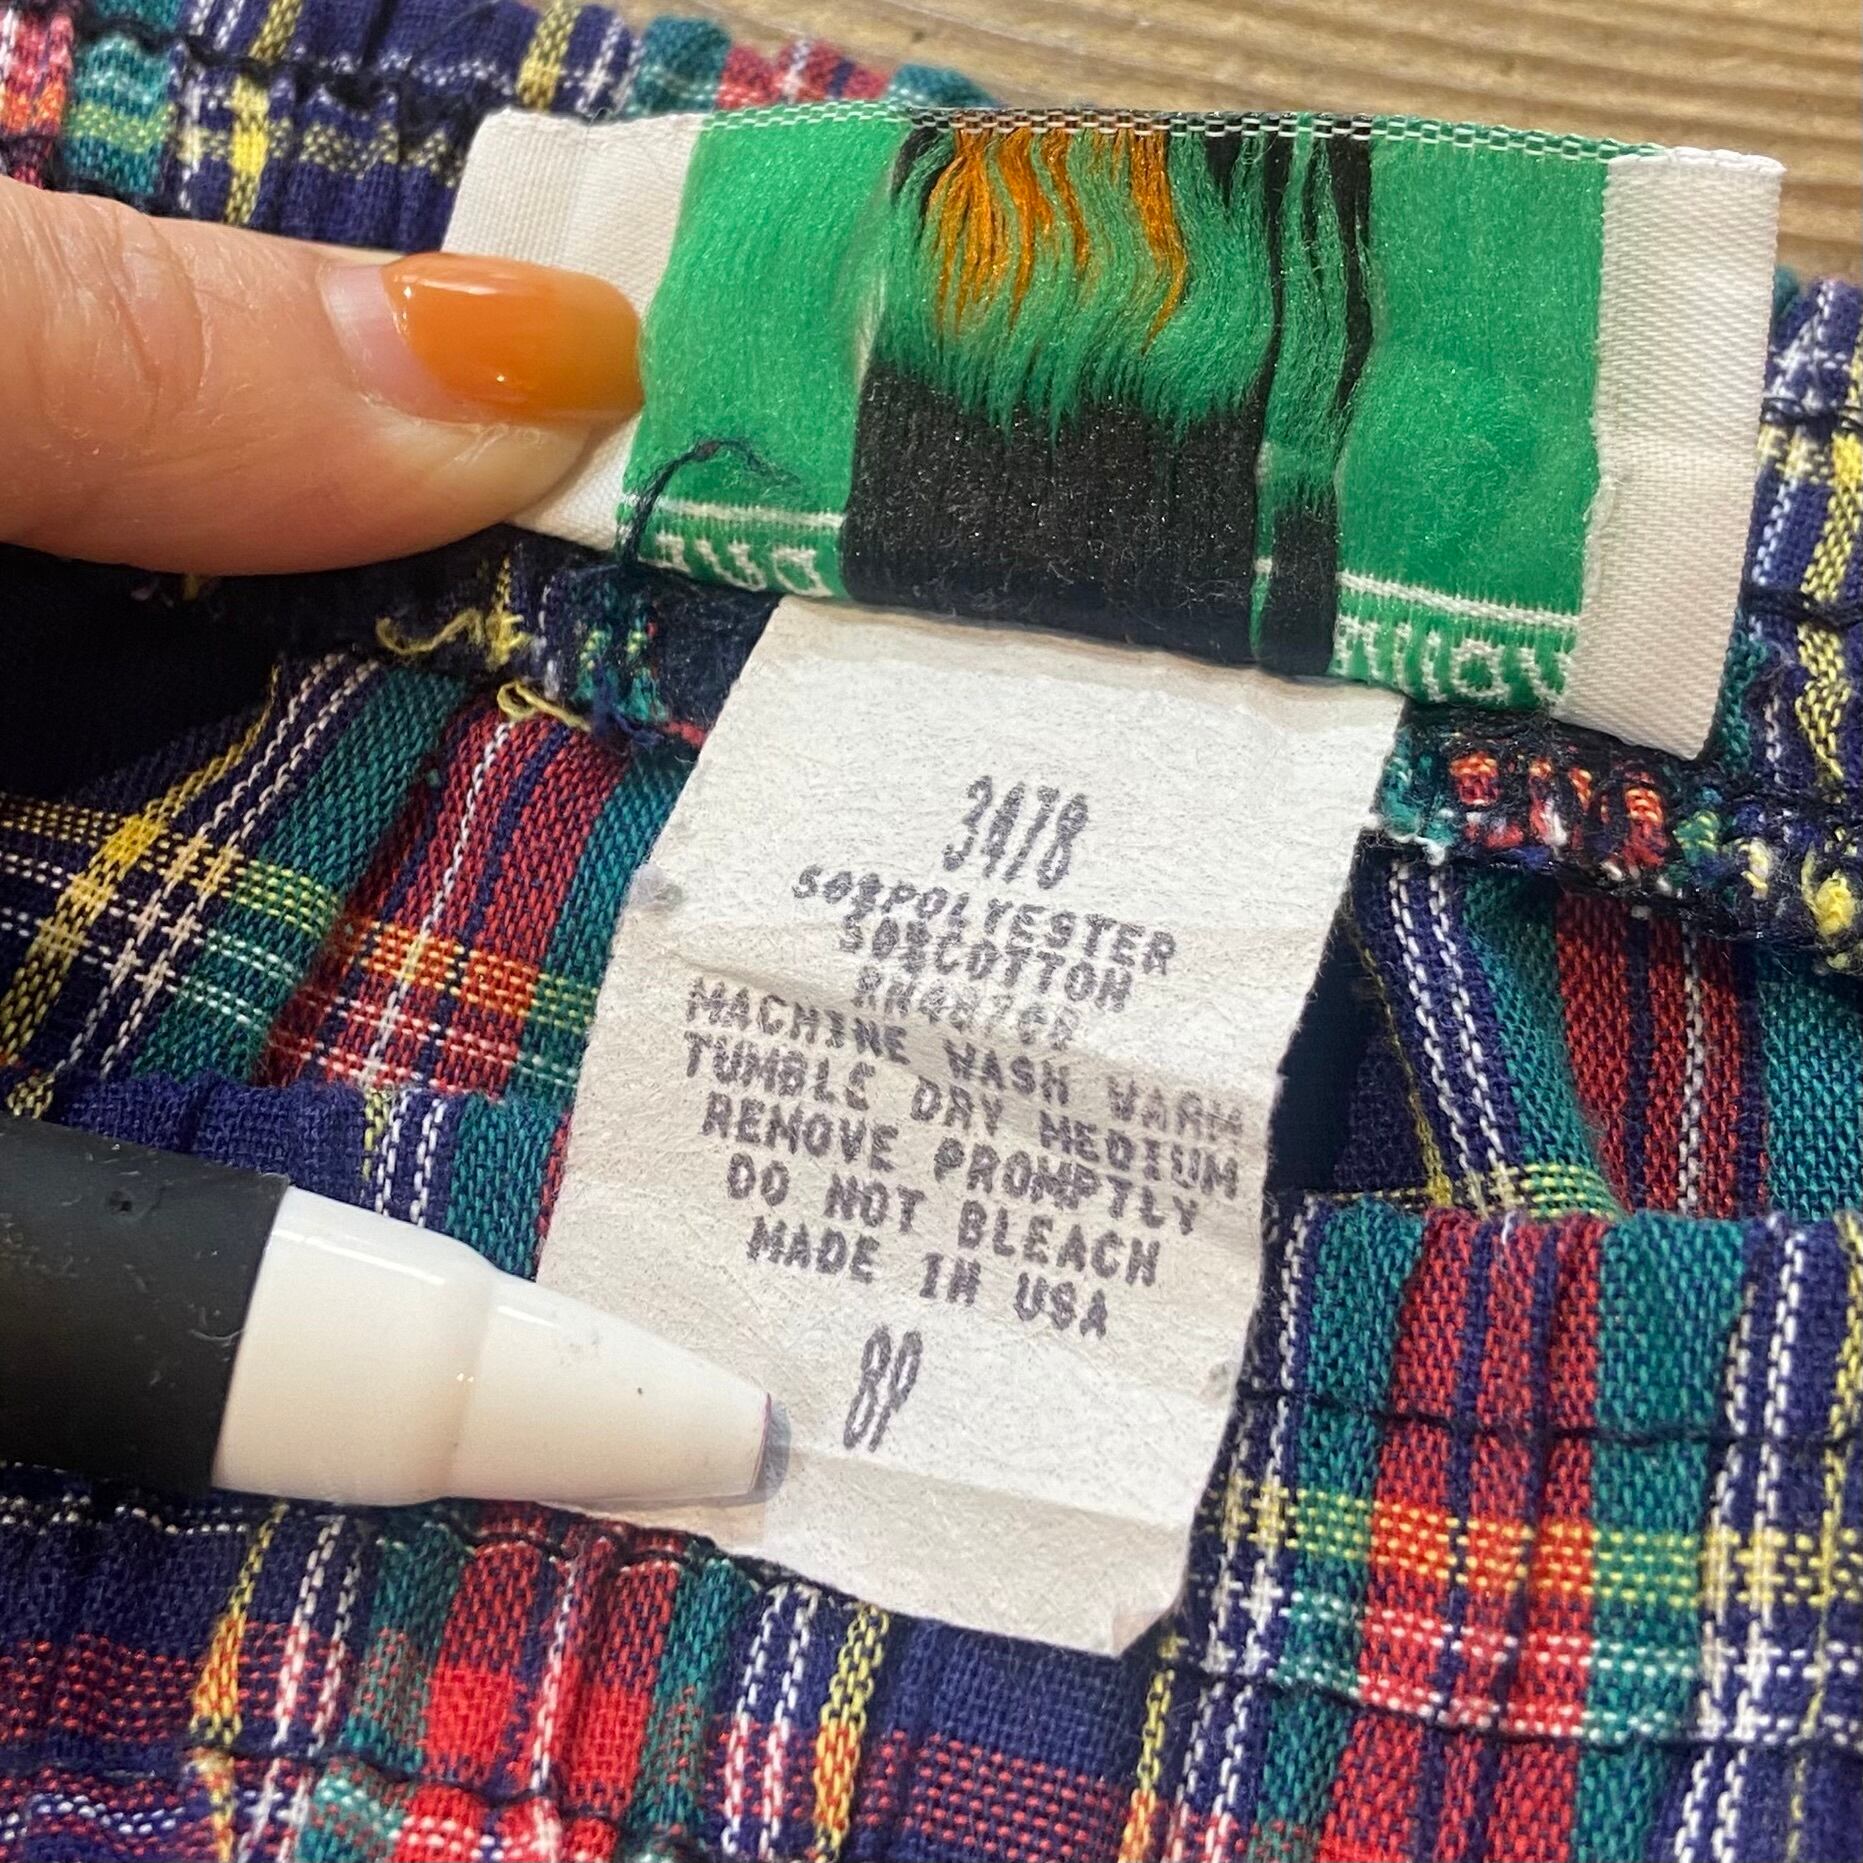 3478
50%POLYESTER
50%COTTON
MACHINE WASH WARM
TUMBLE DRY MEDIUM
REMOVE PROMPTLY
DO NOT BLEACH
MADE IN USA
8P